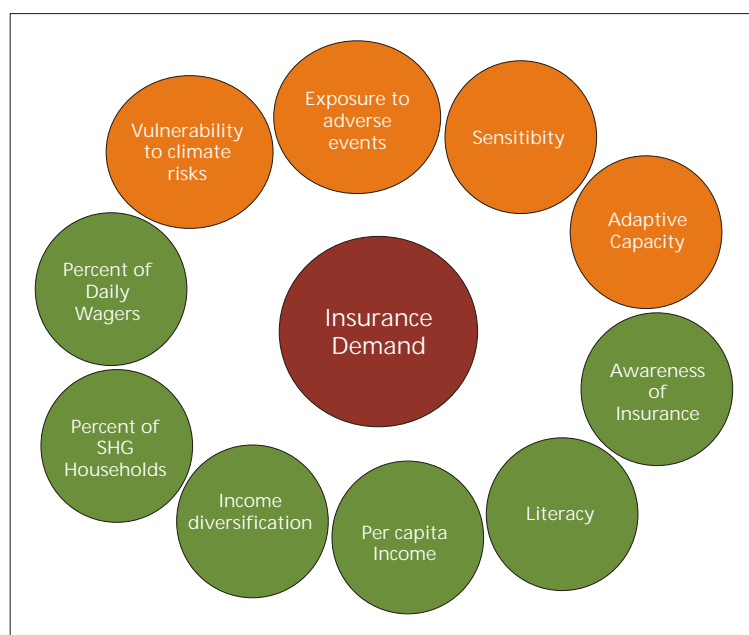 Exposure to
adverse
events
Vulnerability
to climate
risks
Sensitibity
Adaptive
Capacity
Percent of
Daily
Wagers
Insurance
Demand
Awareness
of
Insurance
Percent of
SHG
Households
Income
diversification
Per capita
Income
Literacy